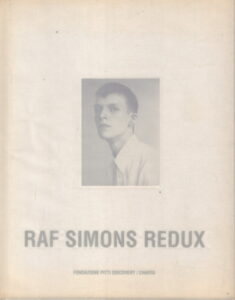 RAF SIMONS REDUX
FONDAZIONE PITTI DISCOVERY / CHARTA